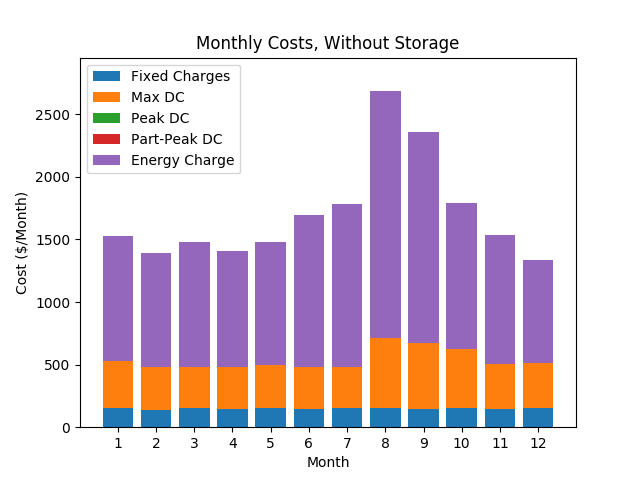 Monthly Costs, Without Storage
Fixed Charges
Max DC
Peak DC
Part-Peak DC
Energy Charge
2500
2000
1500
1000
500
0
Cost ($/Month)
1 2 3 4 5 6 7 8 9 10 11 12
Month